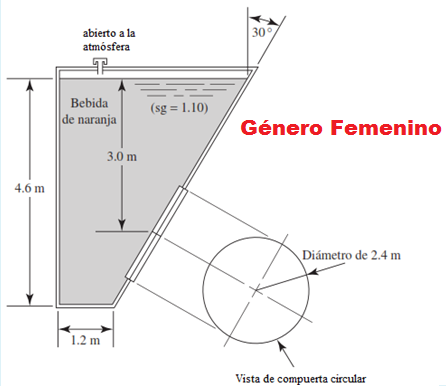 abierto a la
atmósfera
30°
Bebida
de naranja
(sg = 1.10)
Género Femenino
3.0 m
4.6 m
Diámetro de 2.4 m
1.2 m
Vista de compuerta circular